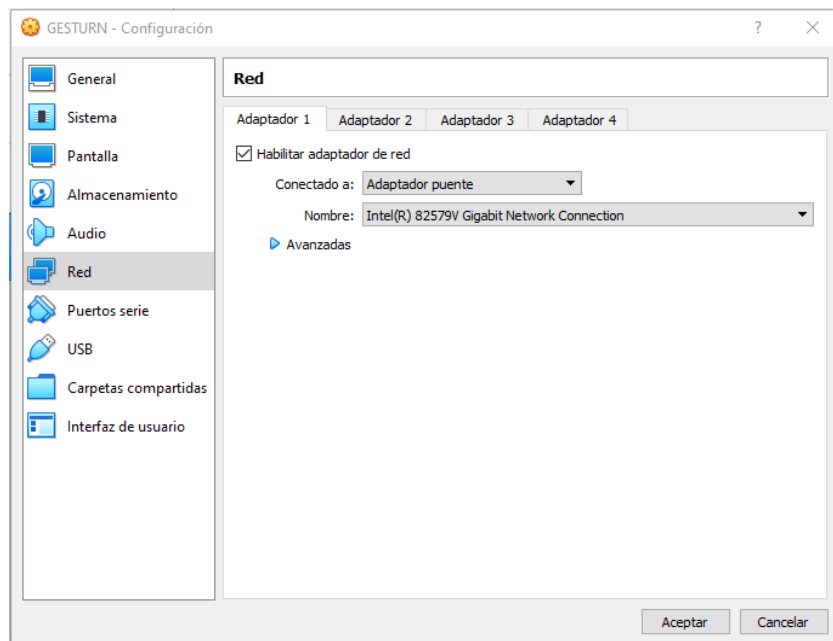 GESTURN - Configuración
?
General
Sistema
Pantalla
Almacenamiento
Audio
Red
Puertos serie
USB
Carpetas compartidas
Interfaz de usuario
Red
Adaptador 1 Adaptador 2 Adaptador 3 Adaptador 4
Habilitar adaptador de red
Conectado a: Adaptador puente
Nombre: Intel(R) 82579V Gigabit Network Connection
Avanzadas
Aceptar Cancelar